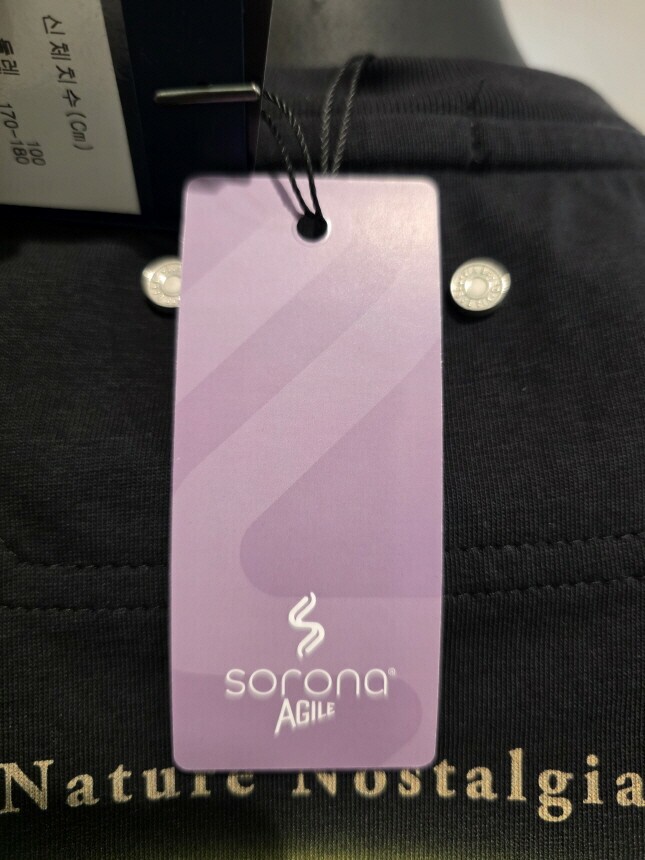 신체치수(Cm)
100
170-180
sorona®
AGILE
Nature Nostalgia